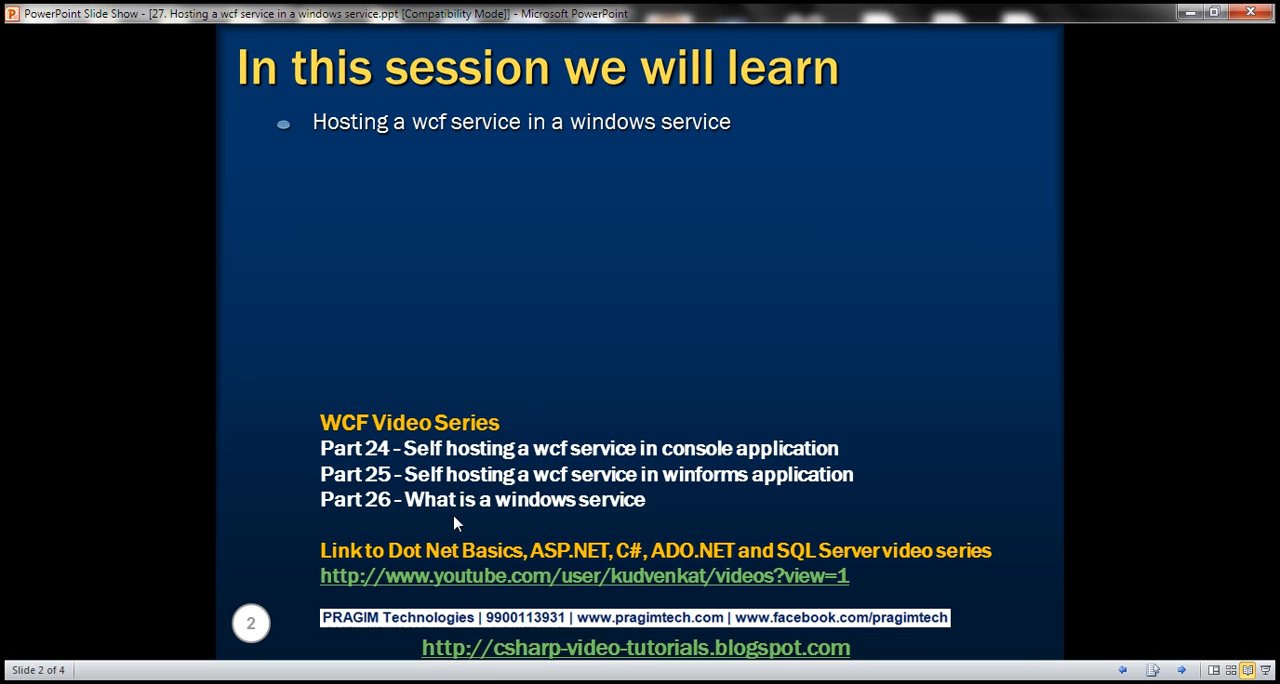 PowerPoint Slide Show - [27. Hosting a wcf service in a windows service.ppt [Compatibility Mode]] - Microsoft PowerPoint
In this session we will learn
Hosting a wcf service in a windows service
WCF Video Series
Part 24 - Self hosting a wcf service in console application
Part 25 - Self hosting a wcf service in winforms application
Part 26 - What is a windows service
Link to Dot Net Basics, ASP.NET, C#, ADO.NET and SQL Server video series
http://www.youtube.com/user/kudvenkat/videos?view=1
2
PRAGIM Technologies | 9900113931 | www.pragimtech.com | www.facebook.com/pragimtech
http://csharp-video-tutorials.blogspot.com
Slide 2 of 4